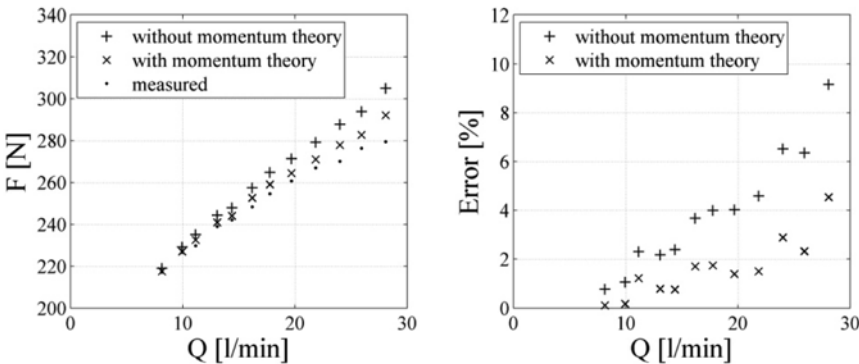 340
320
300
280
260
240
220
200
F [N]
+ without momentum theory
× with momentum theory
· measured
0
10
20
30
Q [l/min]
12
10
8
6
4
2
0
Error [%]
+ without momentum theory
× with momentum theory
0
10
20
30
Q [l/min]